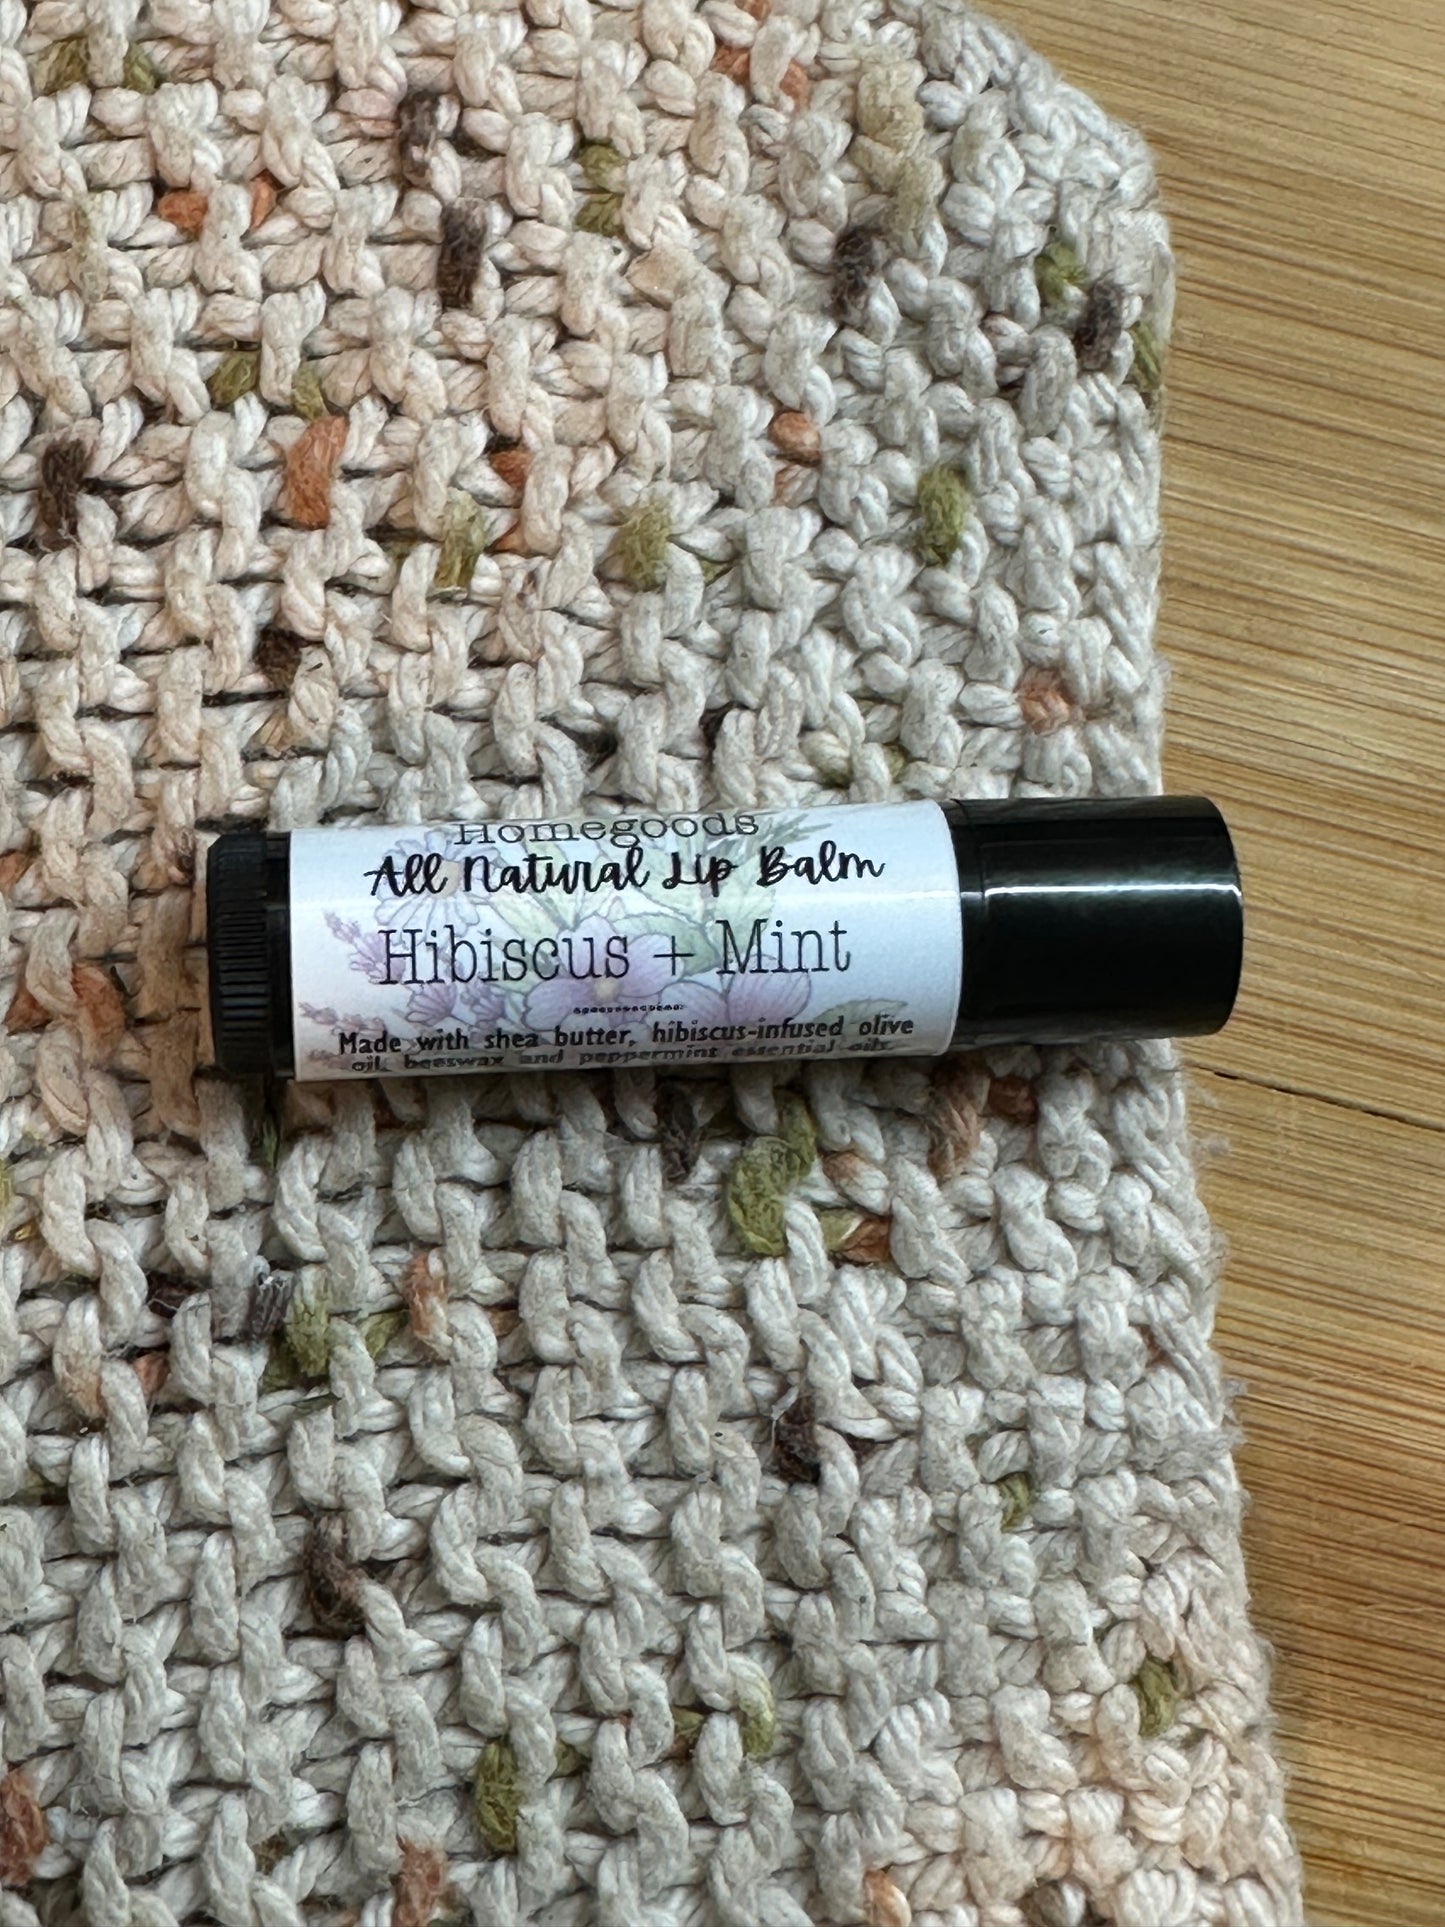 Homegoods
All Natural Lip Balm
Hibiscus + Mint
Made with shea butter, hibiscus-infused olive
oil, beeswax and peppermint essential oils.